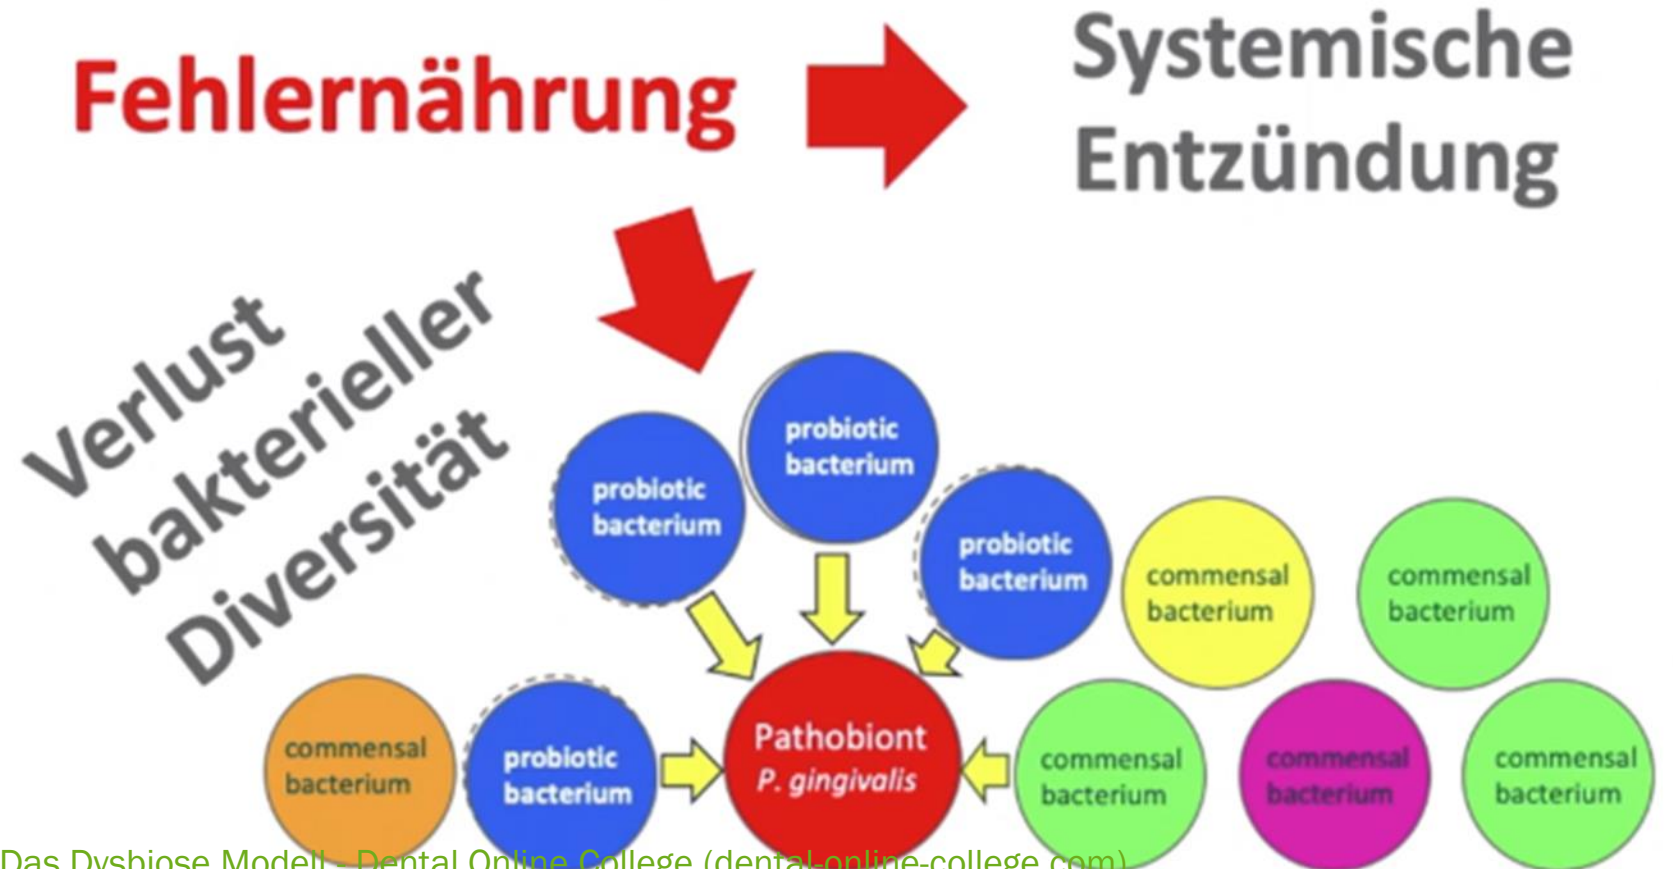 Fehlernährung
Systemische
Entzündung
Verlust
bakterieller
Diversität
probiotic
bacterium
probiotic
bacterium
probiotic
bacterium
commensal
bacterium
commensal
bacterium
commensal
bacterium
probiotic
bacterium
Pathobiont
P. gingivalis
commensal
bacterium
commensal
bacterium
commensal
bacterium
Das Dysbiose Modell - Dental Online College (dental-online-college.com)